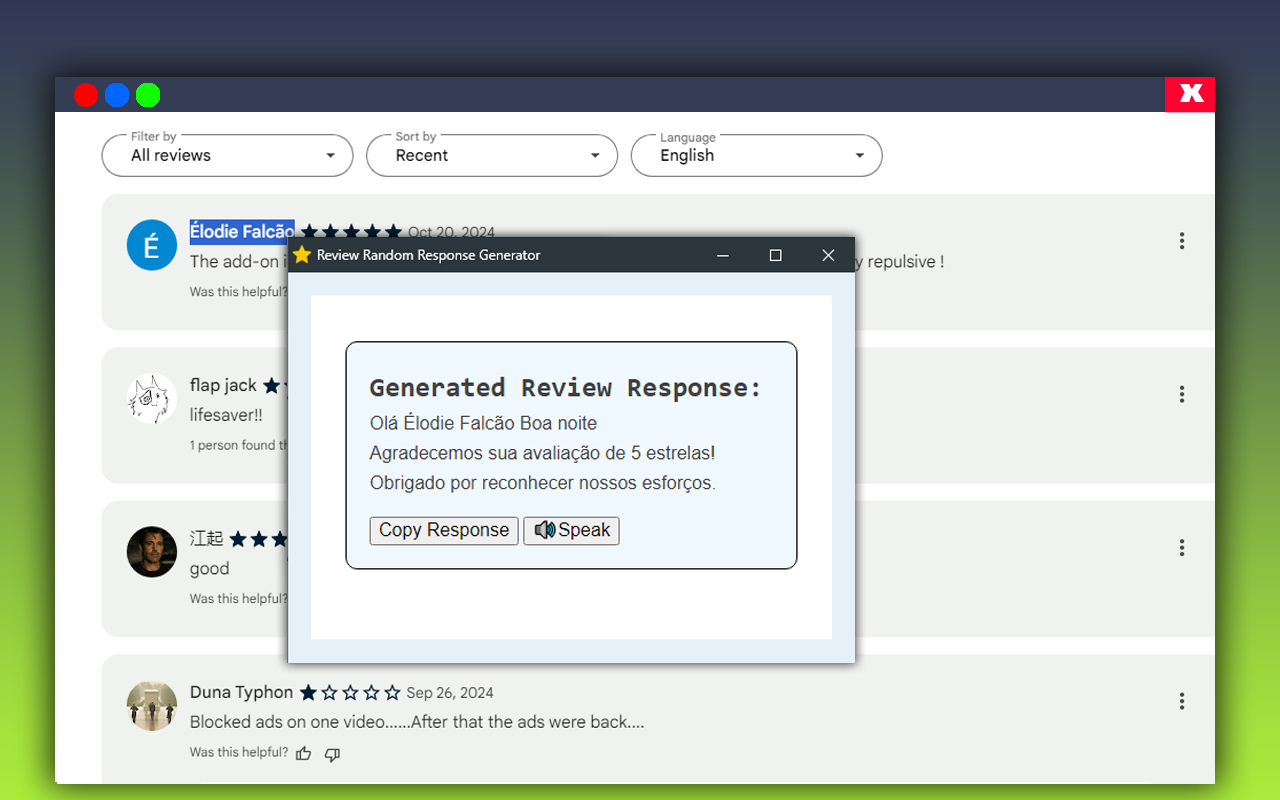 X
Filter by
All reviews
Sort by
Recent
Language
English
É
Élodie Falcão Oct 20, 2024
The add-on i
y repulsive !
Was this helpful?
Review Random Response Generator
Generated Review Response:
Olá Élodie Falcão Boa noite
Agradecemos sua avaliação de 5 estrelas!
Obrigado por reconhecer nossos esforços.
Copy Response
Speak
flap jack
lifesaver!!
1 person found th
江起
good
Was this helpful?
Duna Typhon Sep 26, 2024
Blocked ads on one video......After that the ads were back....
Was this helpful?